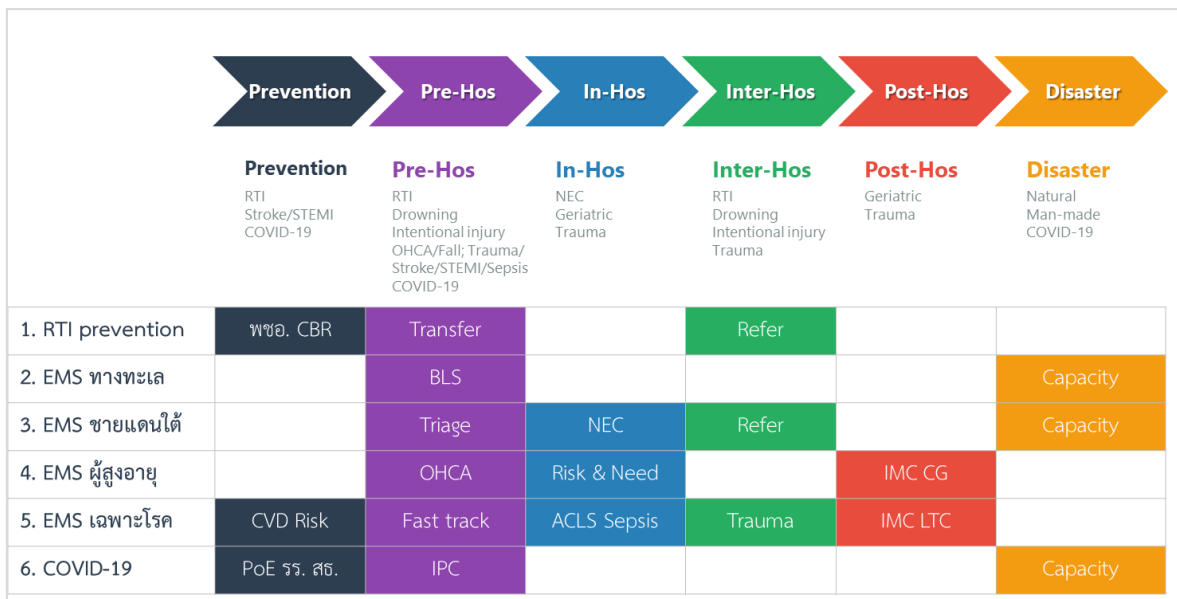 Prevention Pre-Hos In-Hos Inter-Hos Post-Hos Disaster
Prevention
RTI
Stroke/STEMI
COVID-19
Pre-Hos
RTI
Drowning
Intentional injury
OHCA/Fall; Trauma/
Stroke/STEMI/Sepsis
COVID-19
In-Hos
NEC
Geriatric
Trauma
Inter-Hos
RTI
Drowning
Intentional injury
Trauma
Post-Hos
Geriatric
Trauma
Disaster
Natural
Man-made
COVID-19
1. RTI prevention พชอ. CBR Transfer Refer
2. EMS ทางทะเล BLS Capacity
3. EMS ชายแดนใต้ Triage NEC Refer Capacity
4. EMS ผู้สูงอายุ OHCA Risk & Need IMC CG
5. EMS เฉพาะโรค CVD Risk Fast track ACLS Sepsis Trauma IMC LTC
6. COVID-19 PoE รร. สธ. IPC Capacity